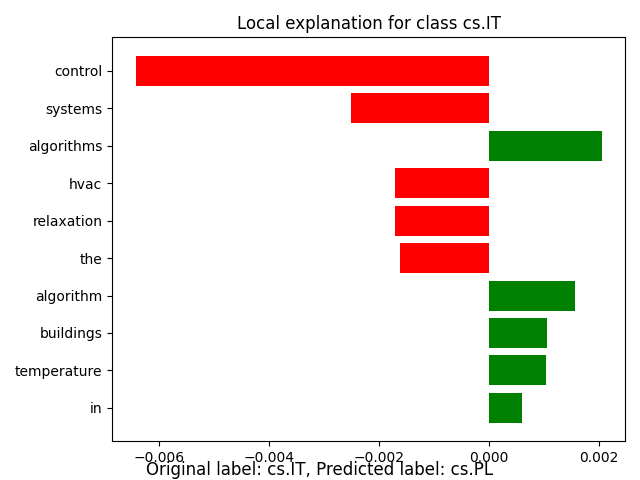 Local explanation for class cs.IT
control
systems
algorithms
hvac
relaxation
the
algorithm
buildings
temperature
in
−0.006 −0.004 −0.002 0.000 0.002
Original label: cs.IT, Predicted label: cs.PL